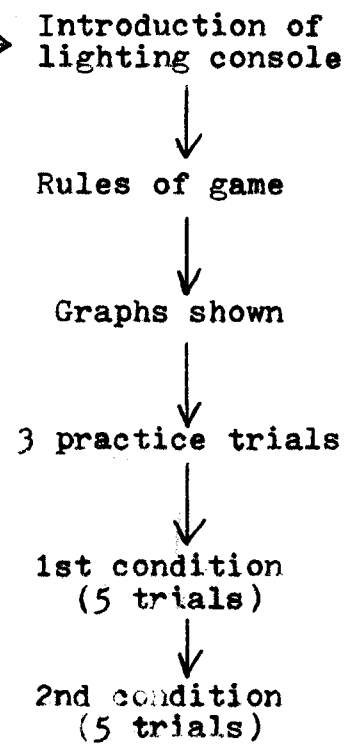 Introduction of
lighting console
Rules of game
Graphs shown
3 practice trials
1st condition
(5 trials)
2nd condition
(5 trials)